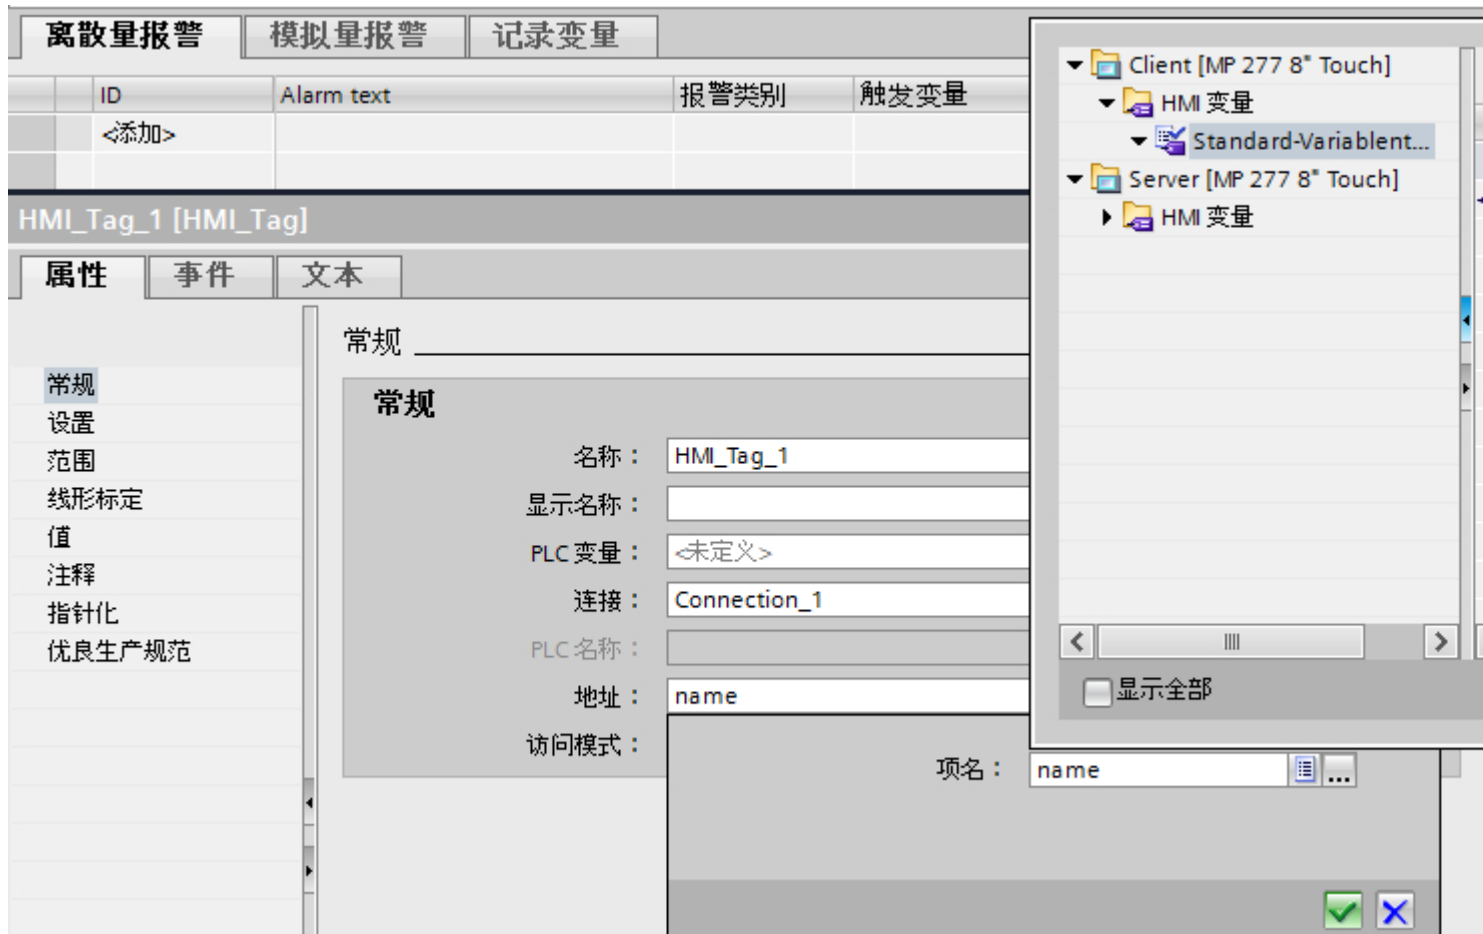 离散量报警 模拟量报警 记录变量
ID Alarm text 报警类别 触发变量
<添加>
HMI_Tag_1 [HMI_Tag]
属性 事件 文本
常规
设置
范围
线形标定
值
注释
指针化
优良生产规范
常规
常规
名称： HMI_Tag_1
显示名称：
PLC 变量： <未定义>
连接： Connection_1
PLC 名称：
地址： name
访问模式：
项名： name
...
Client [MP 277 8" Touch]
HMI 变量
Standard-Variablent...
Server [MP 277 8" Touch]
HMI 变量
显示全部